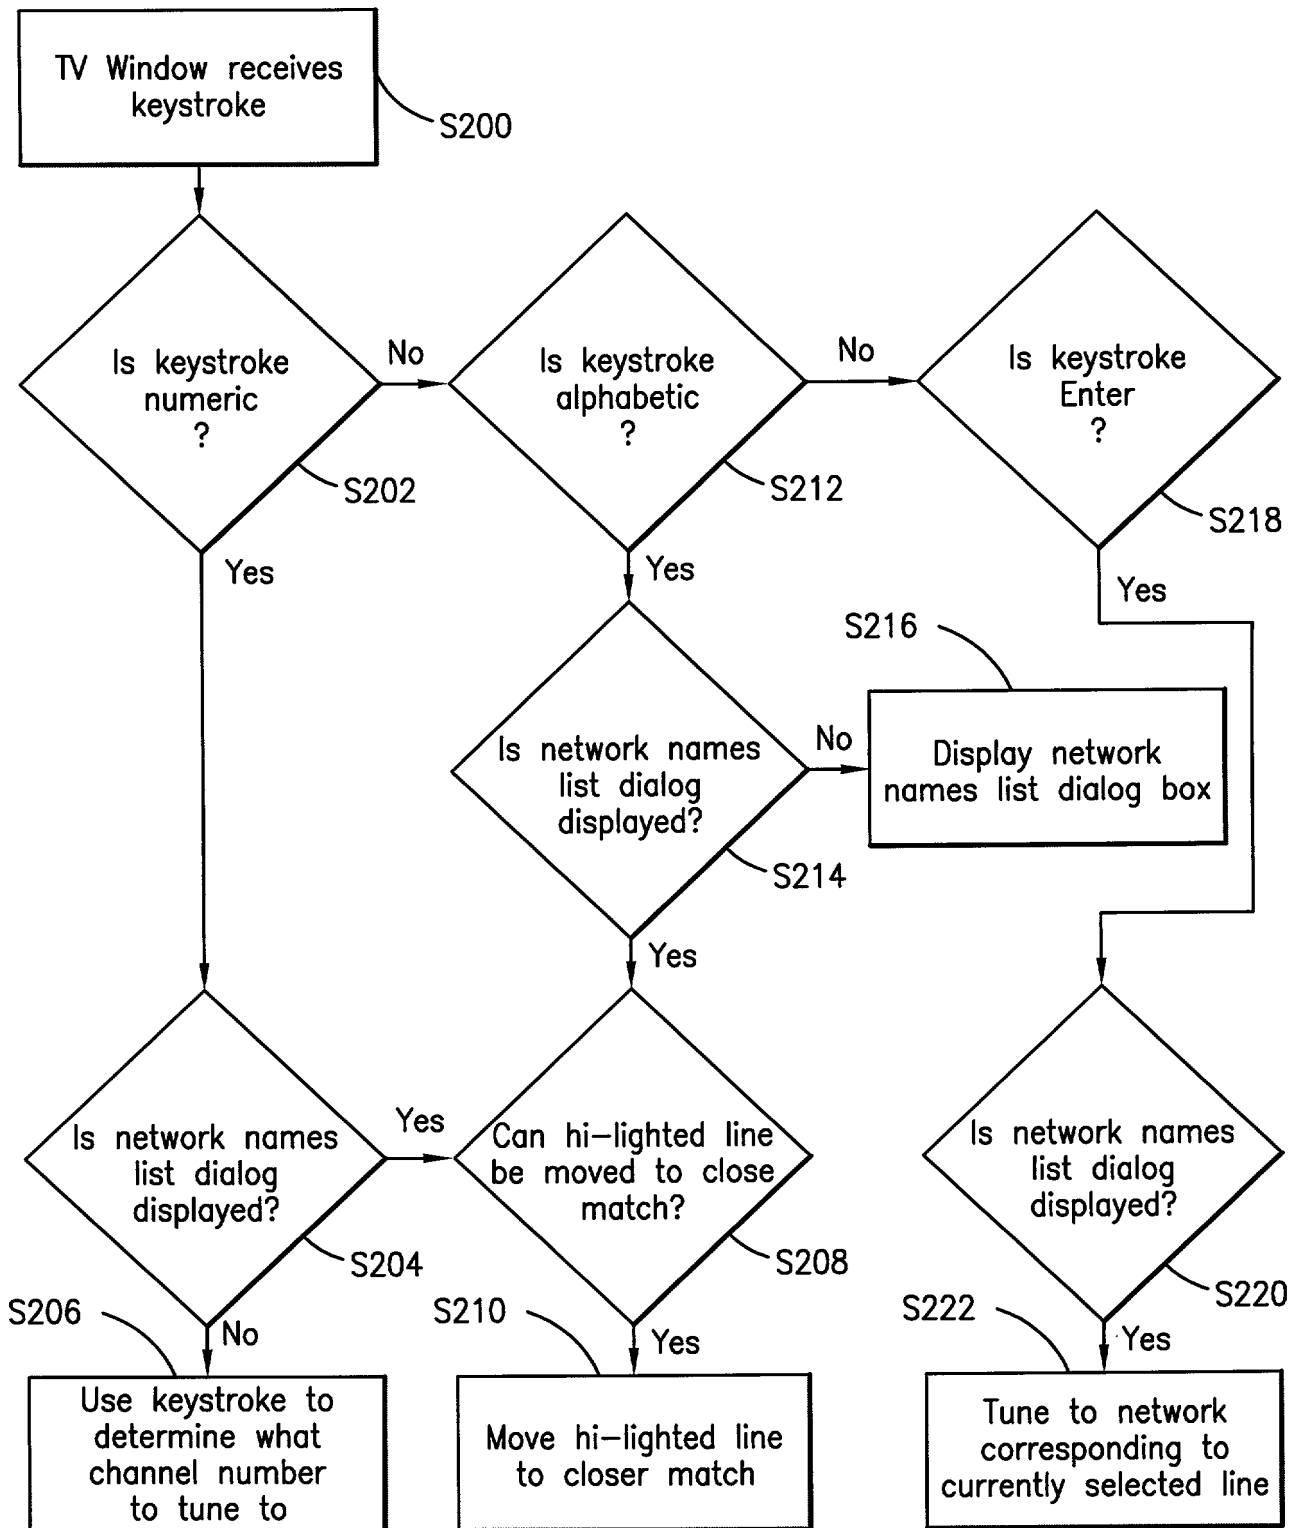 TV Window receives
keystroke
S200
Is keystroke
numeric
?
S202
No
Yes
Is keystroke
alphabetic
?
S212
No
Yes
Is keystroke
Enter
?
S218
Yes
S216
Is network names
list dialog
displayed?
S214
No
Yes
Display network
names list dialog box
Is network names
list dialog
displayed?
S204
Yes
No
Can hi-lighted line
be moved to close
match?
S208
Yes
Is network names
list dialog
displayed?
S220
Yes
S206
Use keystroke to
determine what
channel number
to tune to
S210
Move hi-lighted line
to closer match
S222
Tune to network
corresponding to
currently selected line